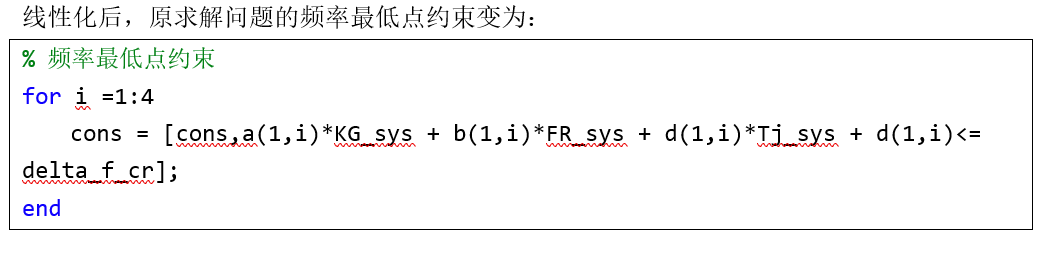 线性化后，原求解问题的频率最低点约束变为：
% 频率最低点约束
for i =1:4
cons = [cons,a(1,i)*KG_sys + b(1,i)*FR_sys + d(1,i)*Tj_sys + d(1,i)<=
delta_f_cr];
end